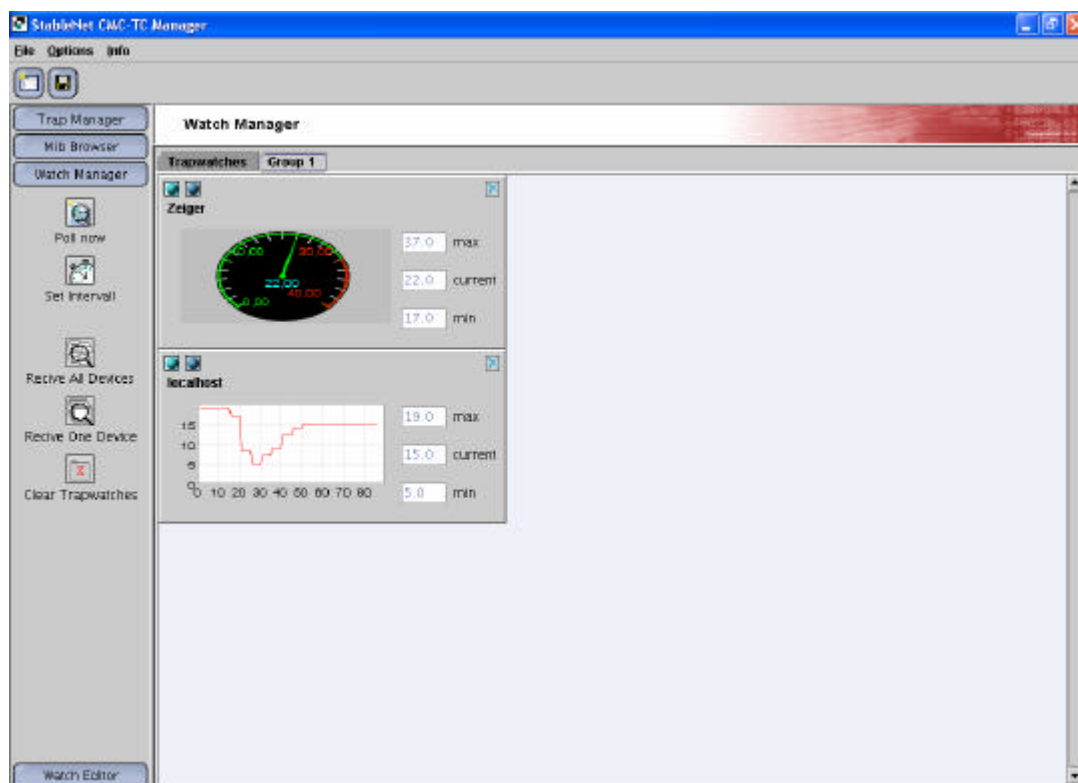 StableNet CMC-TC Manager
File Options Info
Trap Manager
Mib Browser
Watch Manager
Poll now
Set Intervall
Recive All Devices
Recive One Device
Clear Trapwatches
Watch Editor
Watch Manager
Trapwatches Group 1
Zeiger
10.00 30.00
22.00
0.00 40.00
37.0 max
22.0 current
17.0 min
localhost
15
10
5
0
0 10 20 30 40 50 60 70 80
19.0 max
15.0 current
5.0 min